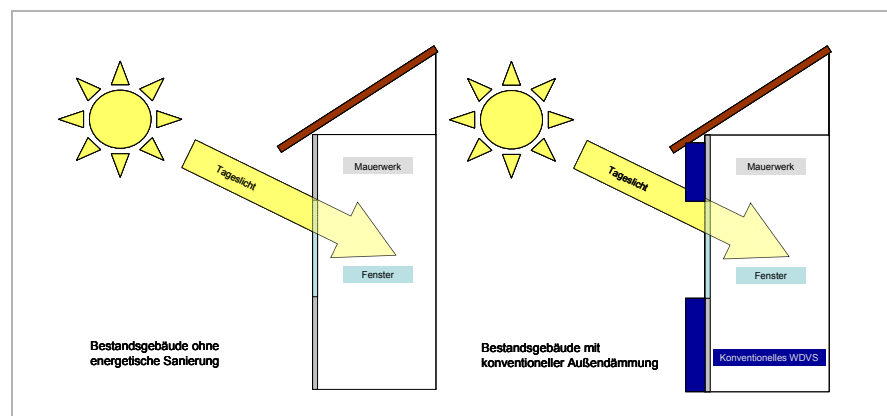 Tageslicht
Mauerwerk
Fenster
Bestandsgebäude ohne
energetische Sanierung
Tageslicht
Mauerwerk
Fenster
Konventionelles WDVS
Bestandsgebäude mit
konventioneller Außendämmung